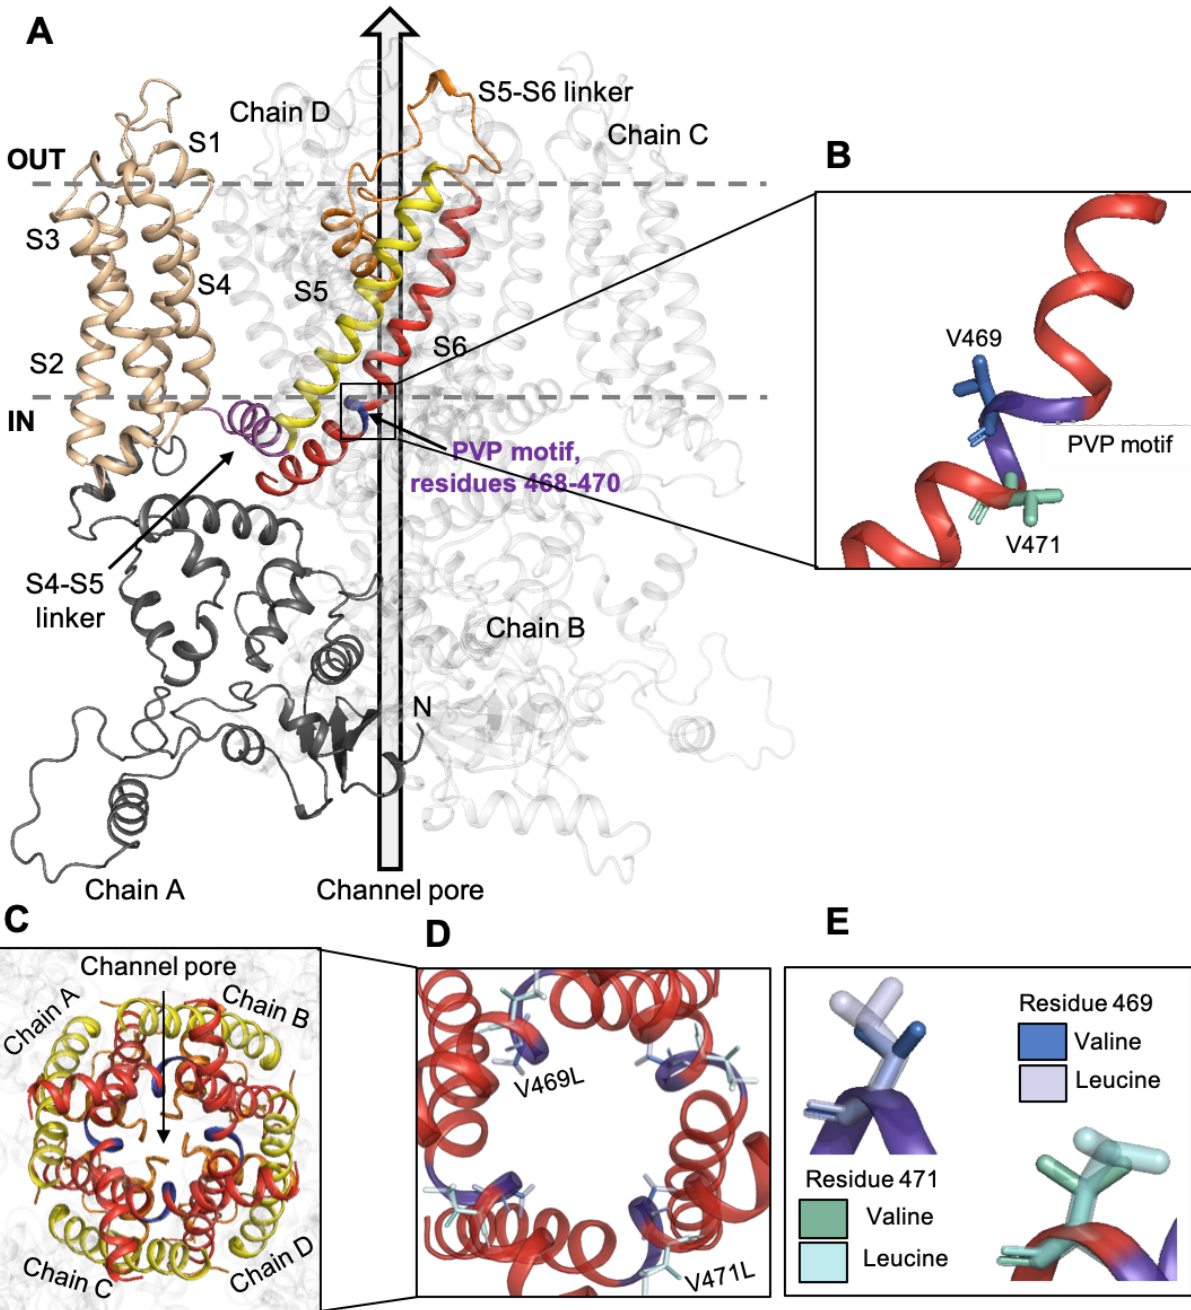 A
Chain D
S5-S6 linker
Chain C
S1
OUT
B
S3
S4
S5
S2
S6
V469
IN
PVP motif
PVP motif,
residues 468-470
V471
S4-S5
linker
Chain B
N
Chain A
Channel pore
C
D
E
Channel pore
Chain A
Chain B
Chain C
Chain D
V469L
V471L
Residue 469
Valine
Leucine
Residue 471
Valine
Leucine